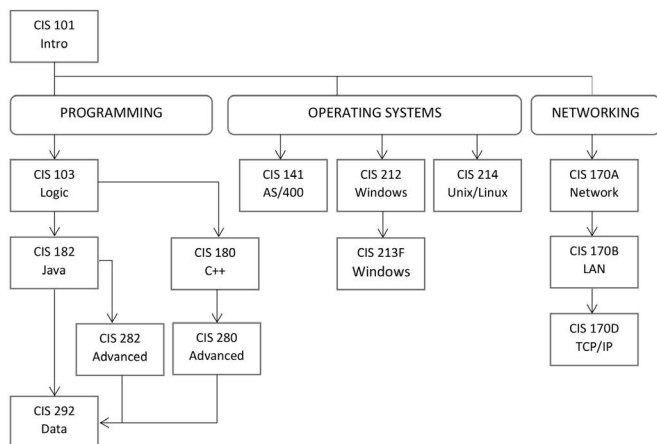 CIS 101
Intro
PROGRAMMING
OPERATING SYSTEMS
NETWORKING
CIS 103
Logic
CIS 141
AS/400
CIS 212
Windows
CIS 214
Unix/Linux
CIS 170A
Network
CIS 182
Java
CIS 180
C++
CIS 213F
Windows
CIS 170B
LAN
CIS 282
Advanced
CIS 280
Advanced
CIS 170D
TCP/IP
CIS 292
Data